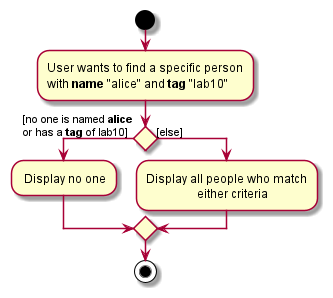 User wants to find a specific person
with name "alice" and tag "lab10"
[no one is named alice
or has a tag of lab10]
[else]
Display no one
Display all people who match
either criteria